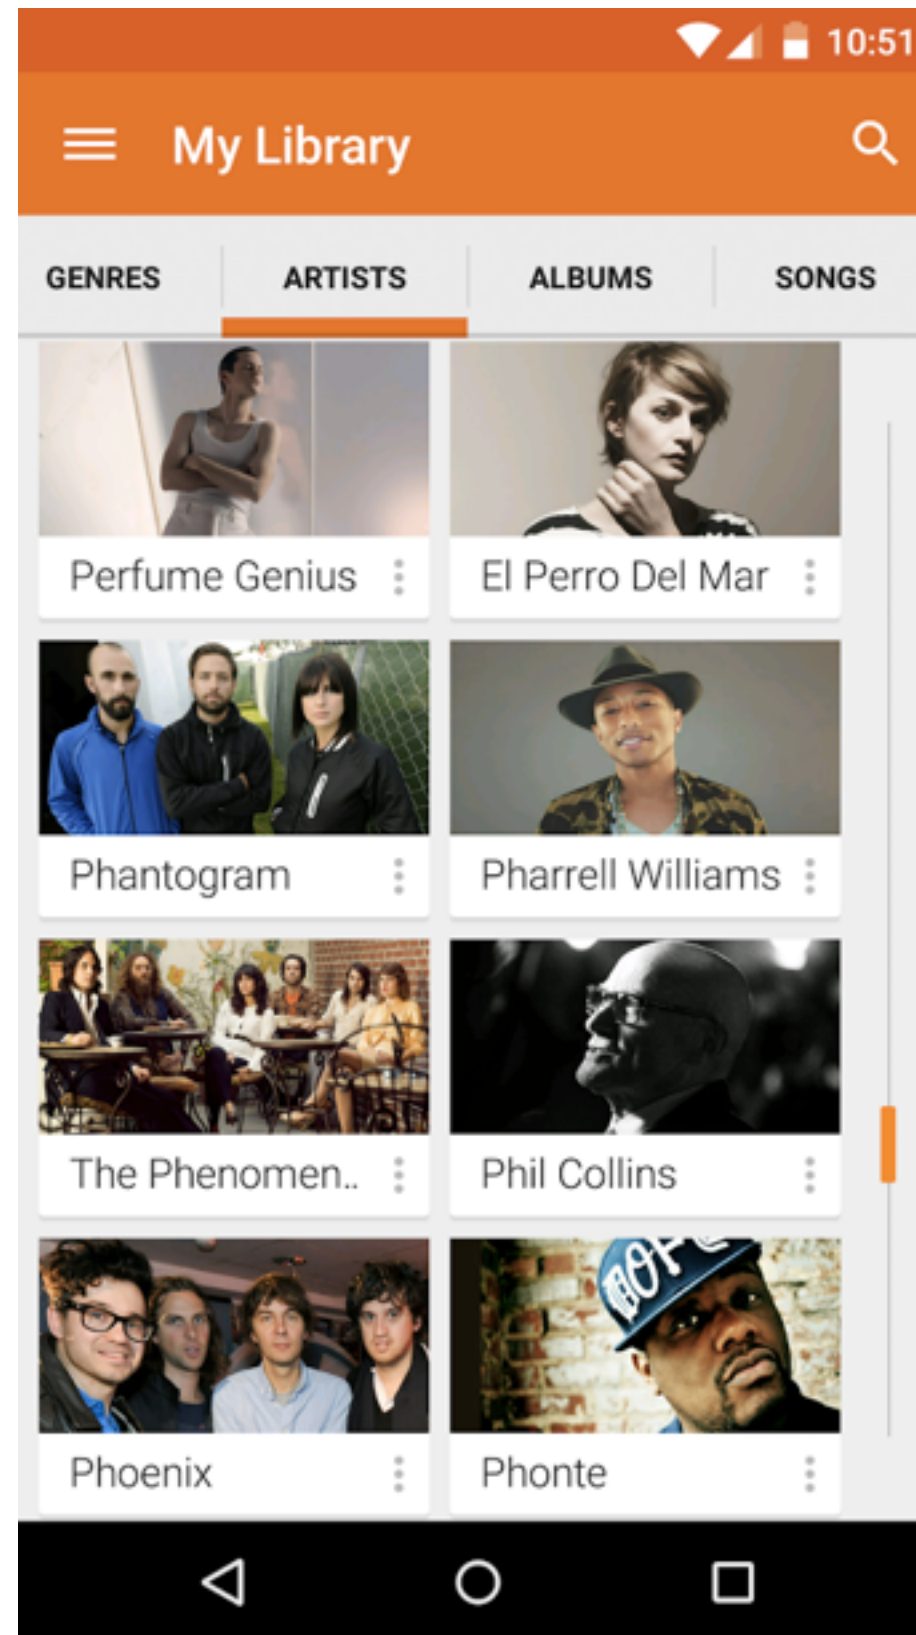 10:51
My Library
GENRES ARTISTS ALBUMS SONGS
Perfume Genius El Perro Del Mar
Phantogram Pharrell Williams
The Phenomen..
Phil Collins
Phoenix Phonte